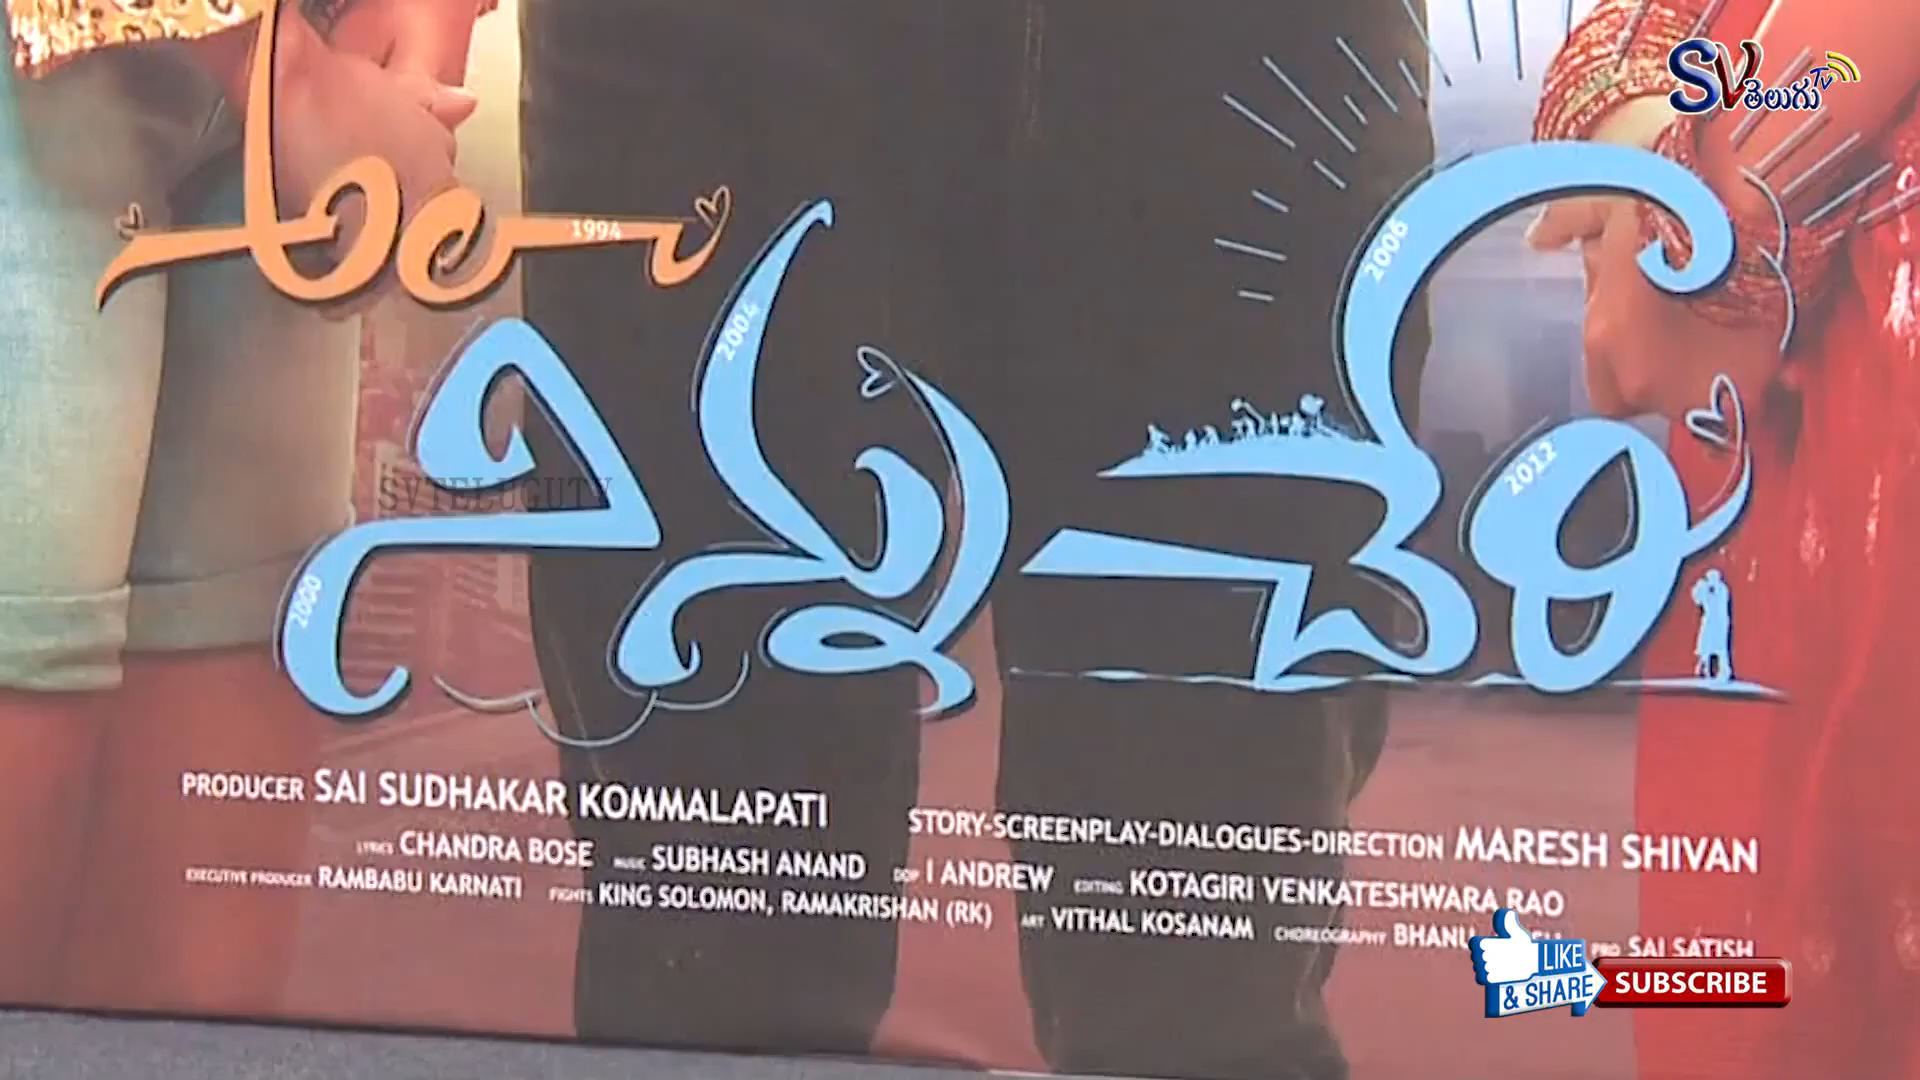 SV తెలుగు TV
అలా
1994
నిన్ను చేరి
2000
2004
2006
2012
SVTELUGUTV
PRODUCER SAI SUDHAKAR KOMMALAPATI
STORY-SCREENPLAY-DIALOGUES-DIRECTION MARESH SHIVAN
LYRICS CHANDRA BOSE MUSIC SUBHASH ANAND DOP I ANDREW EDITING KOTAGIRI VENKATESHWARA RAO
EXECUTIVE PRODUCER RAMBABU KARNATI FIGHTS KING SOLOMON, RAMAKRISHAN (RK) ART VITHAL KOSANAM CHOREOGRAPHY BHANU PRO SAI SATISH
LIKE
& SHARE
SUBSCRIBE